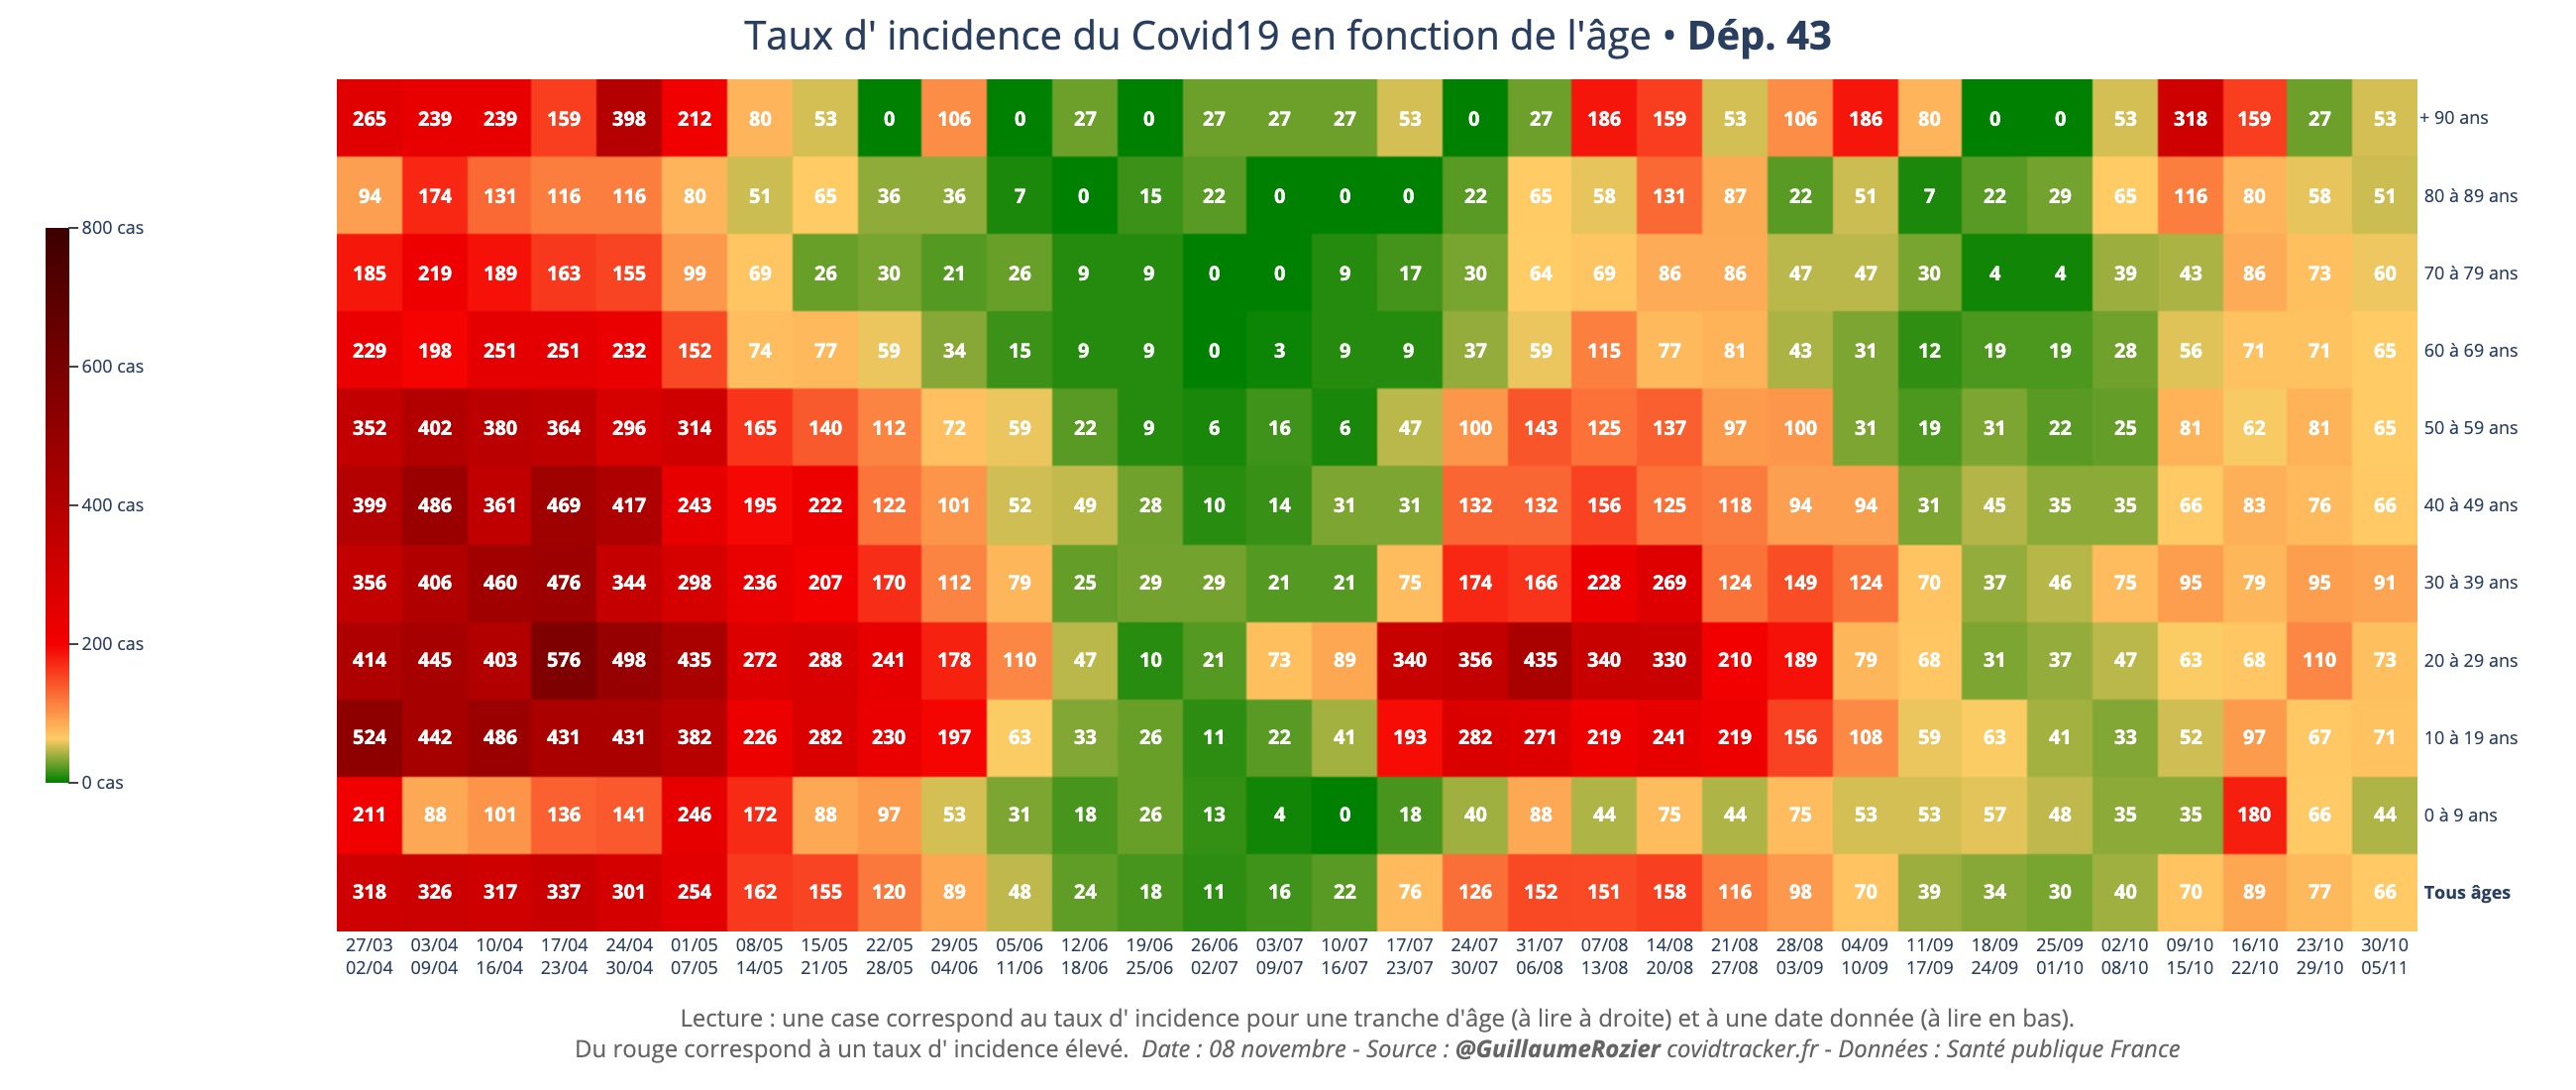 Taux d' incidence du Covid19 en fonction de l'âge • Dép. 43
800 cas
600 cas
400 cas
200 cas
0 cas
265 239 239 159 398 212 80 53 0 106 0 27 0 27 27 27 53 0 27 186 159 53 106 186 80 0 0 53 318 159 27 53 + 90 ans
94 174 131 116 116 80 51 65 36 36 7 0 15 22 0 0 0 22 65 58 131 87 22 51 7 22 29 65 116 80 58 51 80 à 89 ans
185 219 189 163 155 99 69 26 30 21 26 9 9 0 0 9 17 30 64 69 86 86 47 47 30 4 4 39 43 86 73 60 70 à 79 ans
229 198 251 251 232 152 74 77 59 34 15 9 9 0 3 9 9 37 59 115 77 81 43 31 12 19 19 28 56 71 71 65 60 à 69 ans
352 402 380 364 296 314 165 140 112 72 59 22 9 6 16 6 47 100 143 125 137 97 100 31 19 31 22 25 81 62 81 65 50 à 59 ans
399 486 361 469 417 243 195 222 122 101 52 49 28 10 14 31 31 132 132 156 125 118 94 94 31 45 35 35 66 83 76 66 40 à 49 ans
356 406 460 476 344 298 236 207 170 112 79 25 29 29 21 21 75 174 166 228 269 124 149 124 70 37 46 75 95 79 95 91 30 à 39 ans
414 445 403 576 498 435 272 288 241 178 110 47 10 21 73 89 340 356 435 340 330 210 189 79 68 31 37 47 63 68 110 73 20 à 29 ans
524 442 486 431 431 382 226 282 230 197 63 33 26 11 22 41 193 282 271 219 241 219 156 108 59 63 41 33 52 97 67 71 10 à 19 ans
211 88 101 136 141 246 172 88 97 53 31 18 26 13 4 0 18 40 88 44 75 44 75 53 53 57 48 35 35 180 66 44 0 à 9 ans
318 326 317 337 301 254 162 155 120 89 48 24 18 11 16 22 76 126 152 151 158 116 98 70 39 34 30 40 70 89 77 66 Tous âges
27/03 03/04 10/04 17/04 24/04 01/05 08/05 15/05 22/05 29/05 05/06 12/06 19/06 26/06 03/07 10/07 17/07 24/07 31/07 07/08 14/08 21/08 28/08 04/09 11/09 18/09 25/09 02/10 09/10 16/10 23/10 30/10
02/04 09/04 16/04 23/04 30/04 07/05 14/05 21/05 28/05 04/06 11/06 18/06 25/06 02/07 09/07 16/07 23/07 30/07 06/08 13/08 20/08 27/08 03/09 10/09 17/09 24/09 01/10 08/10 15/10 22/10 29/10 05/11
Lecture : une case correspond au taux d' incidence pour une tranche d'âge (à lire à droite) et à une date donnée (à lire en bas).
Du rouge correspond à un taux d' incidence élevé. Date : 08 novembre - Source : @GuillaumeRozier covidtracker.fr - Données : Santé publique France